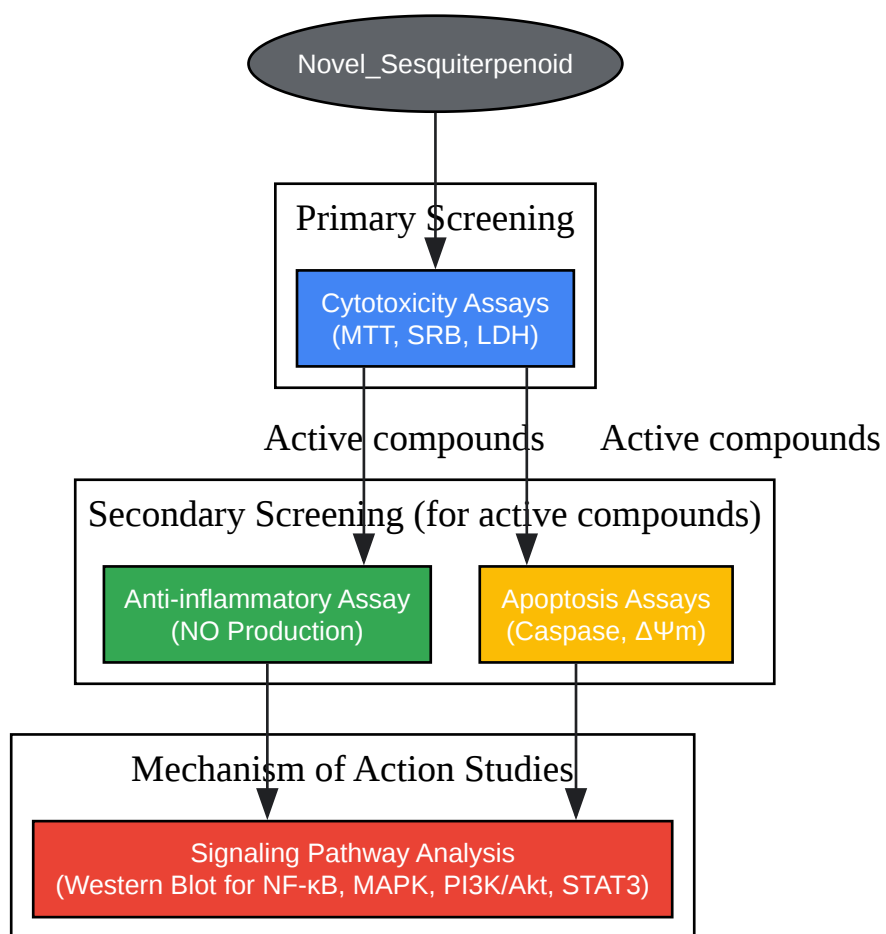 Novel_Sesquiterpenoid
Primary Screening
Cytotoxicity Assays
(MTT, SRB, LDH)
Active compounds
Active compounds
Secondary Screening (for active compounds)
Anti-inflammatory Assay
(NO Production)
Apoptosis Assays
(Caspase, ΔΨm)
Mechanism of Action Studies
Signaling Pathway Analysis
(Western Blot for NF-κB, MAPK, PI3K/Akt, STAT3)